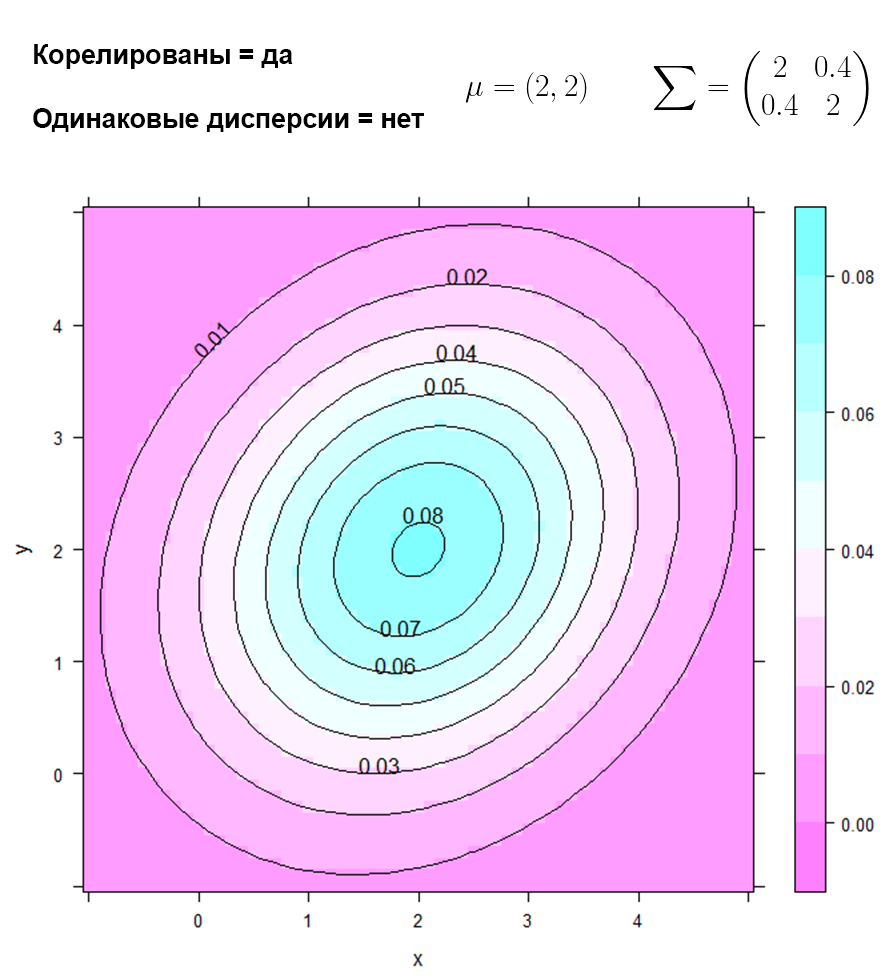 Корелированы = да
Одинаковые дисперсии = нет
μ = (2, 2)
∑ = (2 0.4
0.4 2)
0.02
0.01
0.04
0.05
0.08
0.07
0.06
0.03
4
3
2
1
0
y
0 1 2 3 4
x
0.08
0.06
0.04
0.02
0.00